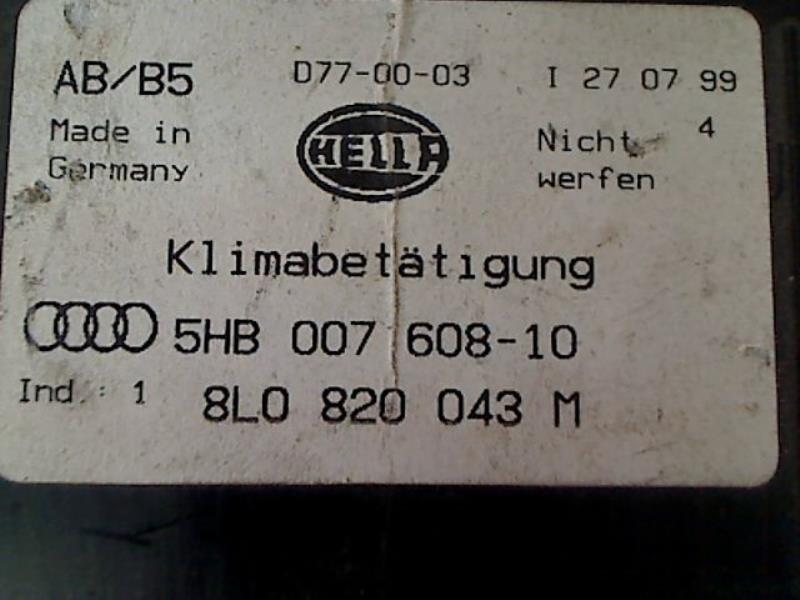 AB/B5 D77-00-03 I 27 07 99
Made in Germany
HELLA
Nicht werfen
4
Klimabetätigung
5HB 007 608-10
Ind.: 1 8L0 820 043 M